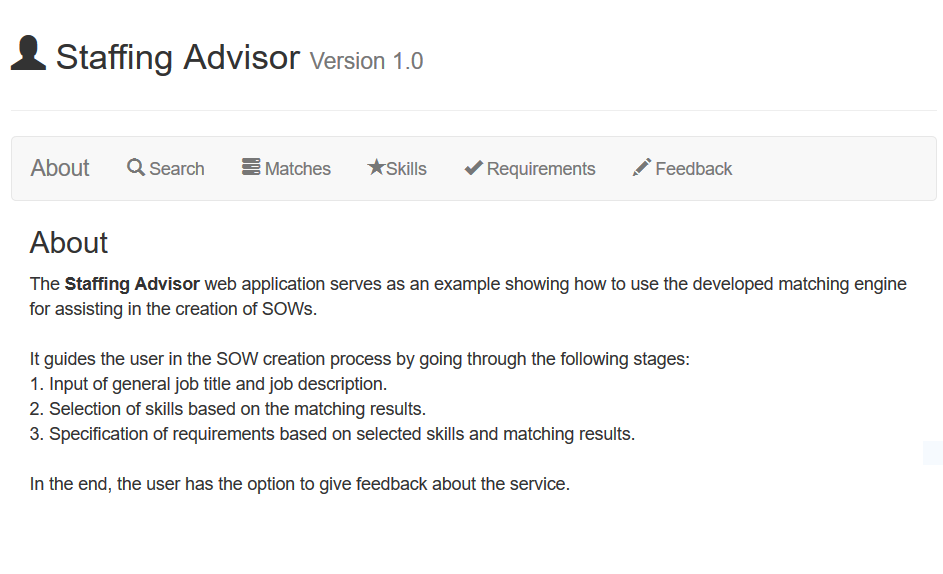 Staffing Advisor Version 1.0
About Search Matches Skills Requirements Feedback
About
The Staffing Advisor web application serves as an example showing how to use the developed matching engine
for assisting in the creation of SOWs.
It guides the user in the SOW creation process by going through the following stages:
1. Input of general job title and job description.
2. Selection of skills based on the matching results.
3. Specification of requirements based on selected skills and matching results.
In the end, the user has the option to give feedback about the service.